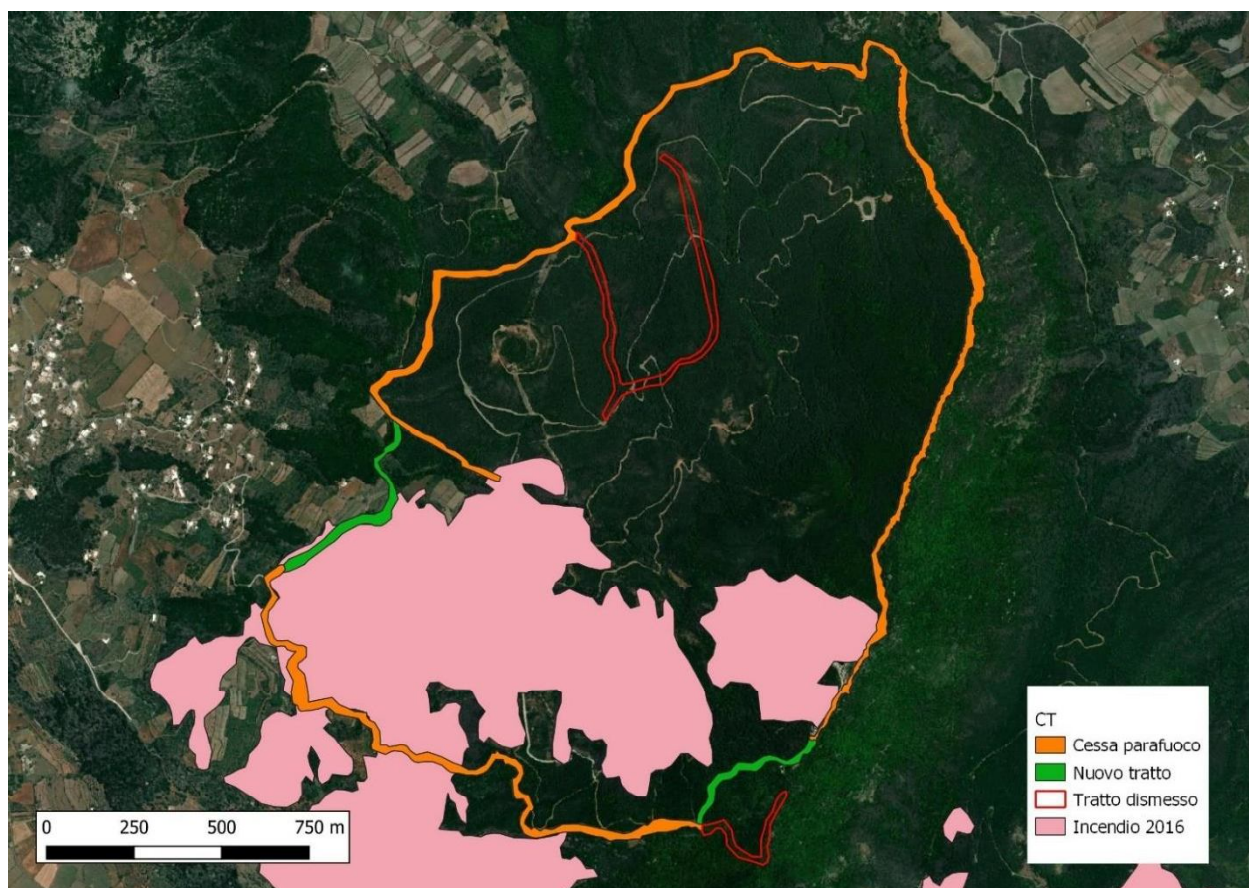 CT
Cessa parafuoco
Nuovo tratto
Tratto dismesso
Incendio 2016
0 250 500 750 m